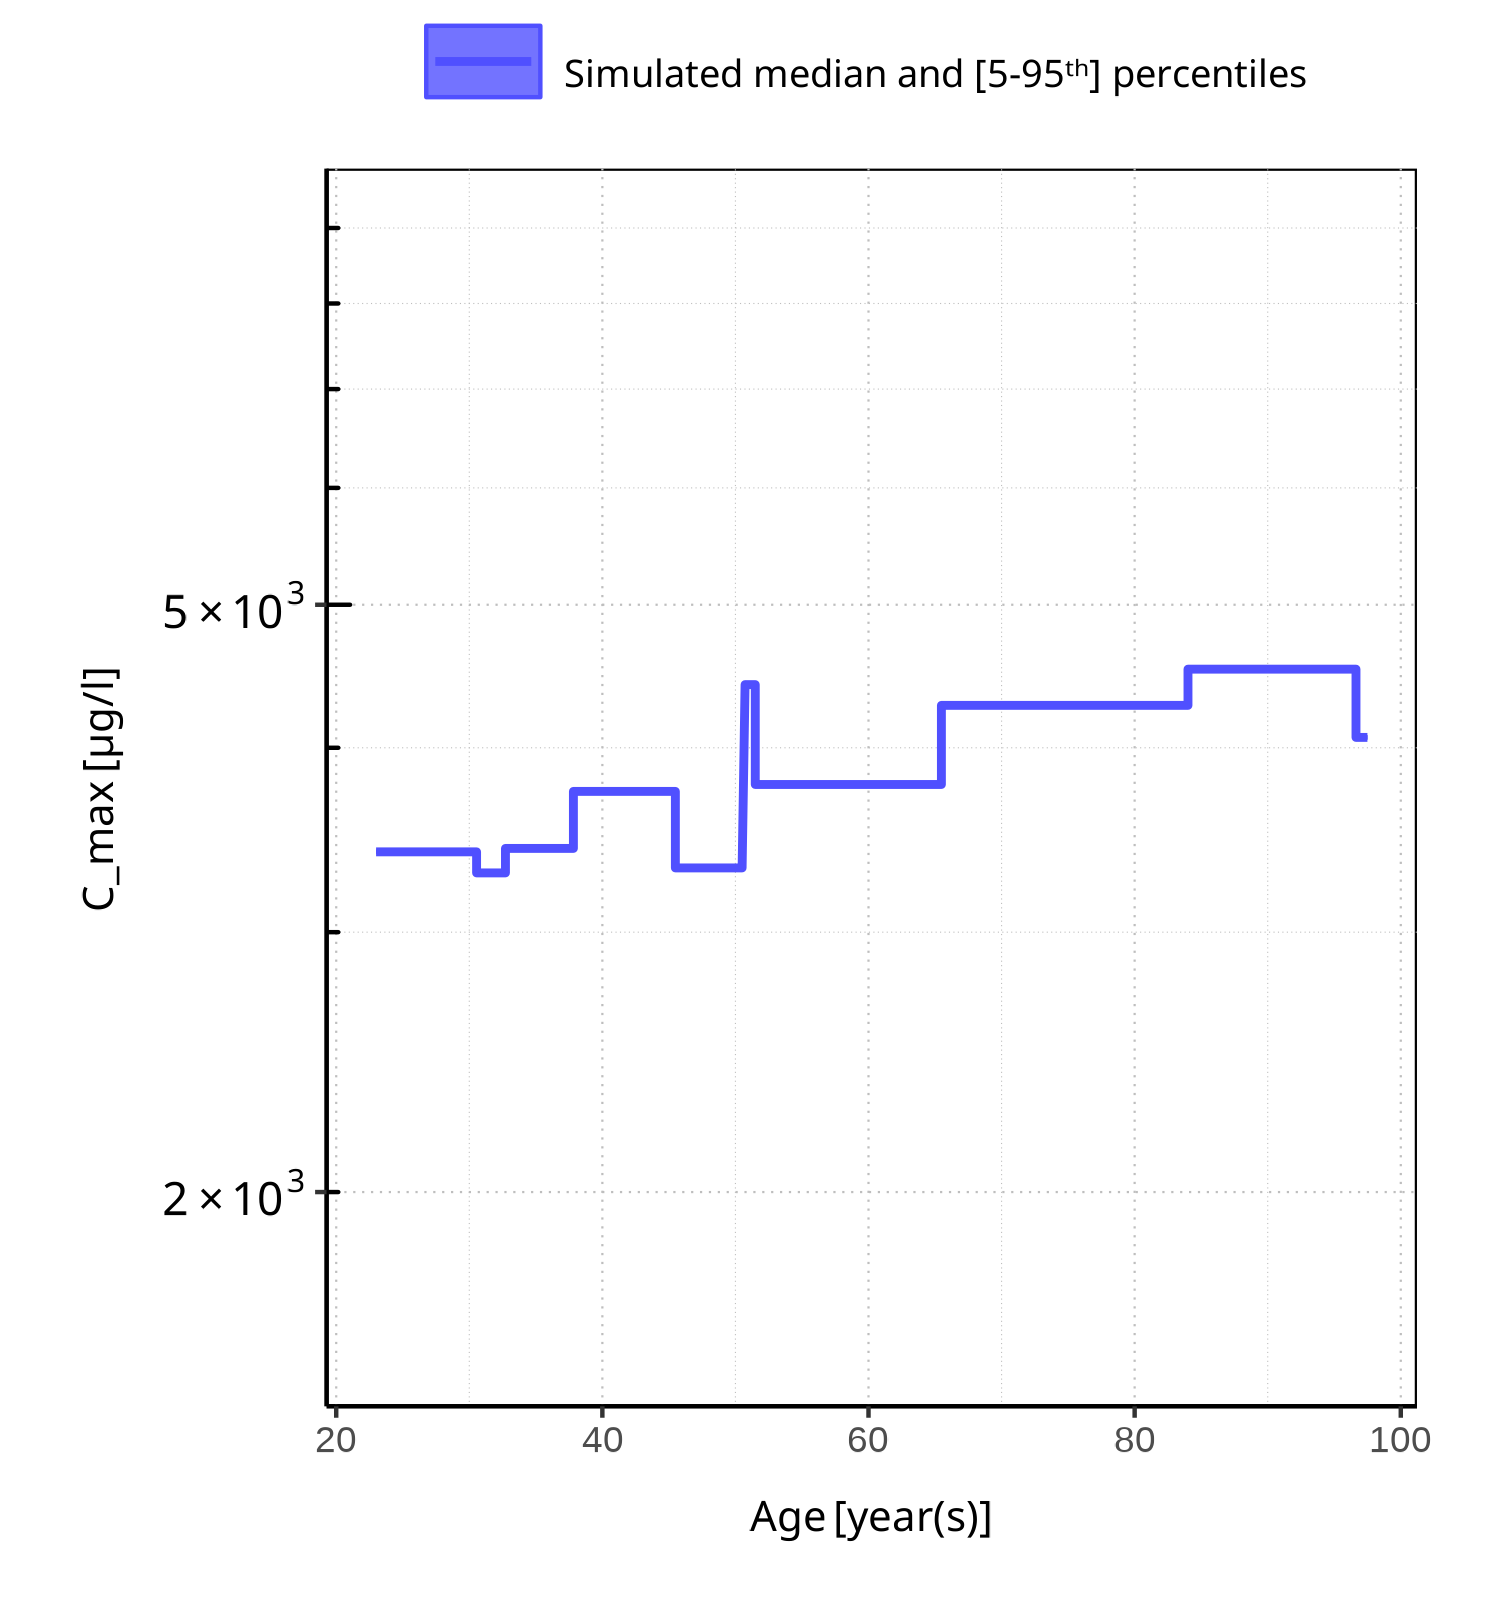 Simulated median and [5-95ᵗʰ] percentiles
5 × 10³
C_max [µg/l]
2 × 10³
20 40 60 80 100
Age [year(s)]